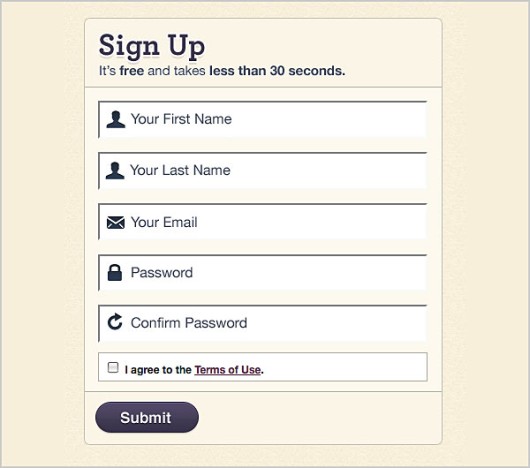 Sign Up
It's free and takes less than 30 seconds.
Your First Name
Your Last Name
Your Email
Password
Confirm Password
I agree to the Terms of Use.
Submit